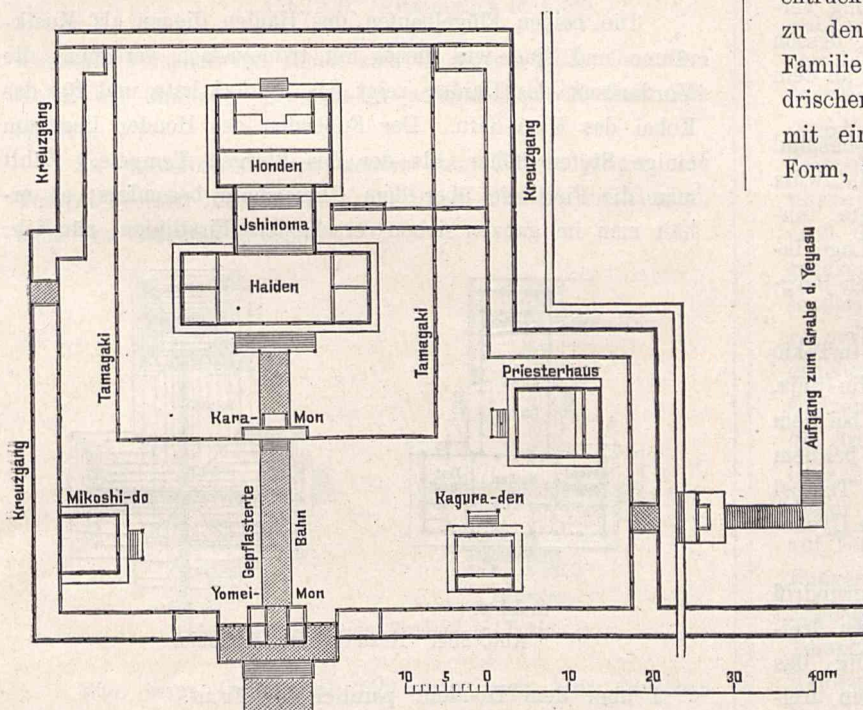 zu den
Familie
drischen
mit ein
Form,
Kreuzgang
Kreuzgang
Honden
Jshinoma
Haiden
Tamagaki
Tamagaki
Priesterhaus
Aufgang zum Grabe d. Yeyasu
Kara-Mon
Kreuzgang
Mikoshi-do
Gepflasterte
Bahn
Kagura-den
Yomei-Mon
10 5 0 10 20 30 40m